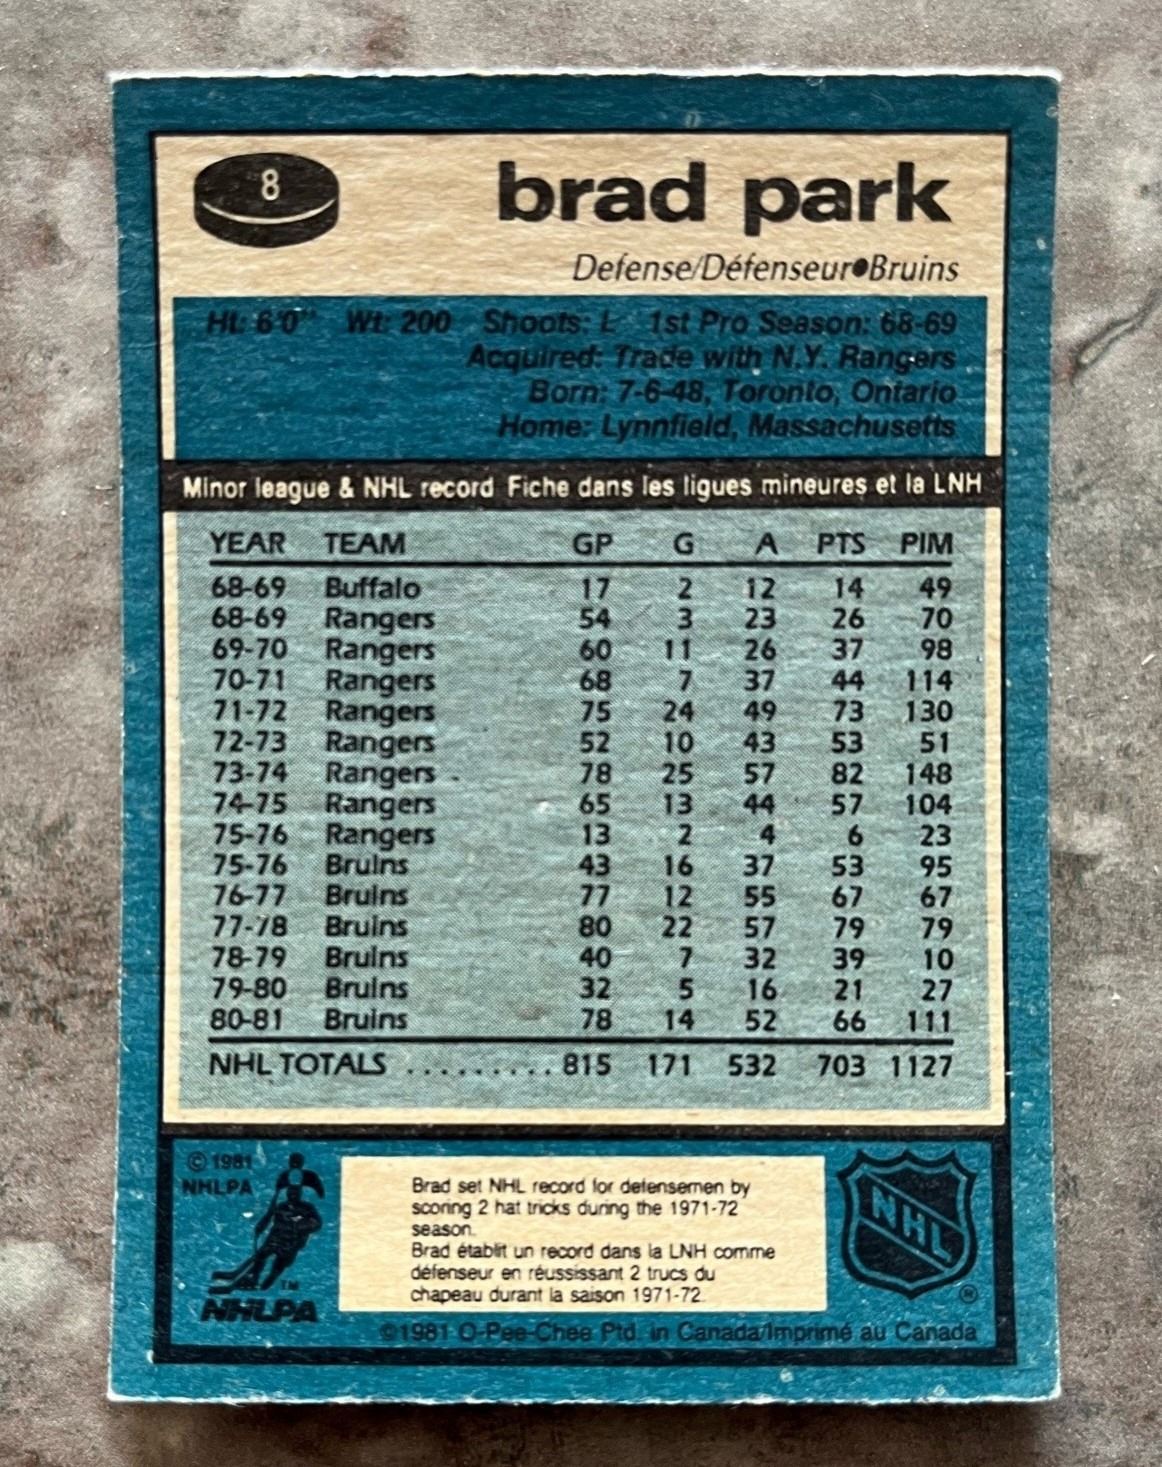 8
brad park
Defense/Défenseur●Bruins
Ht: 6'0" Wt: 200 Shoots: L 1st Pro Season: 68-69
Acquired: Trade with N.Y. Rangers
Born: 7-6-48, Toronto, Ontario
Home: Lynnfield, Massachusetts
Minor league & NHL record Fiche dans les ligues mineures et la LNH
YEAR TEAM GP G A PTS PIM
68-69 Buffalo 17 2 12 14 49
68-69 Rangers 54 3 23 26 70
69-70 Rangers 60 11 26 37 98
70-71 Rangers 68 7 37 44 114
71-72 Rangers 75 24 49 73 130
72-73 Rangers 52 10 43 53 51
73-74 Rangers 78 25 57 82 148
74-75 Rangers 65 13 44 57 104
75-76 Rangers 13 2 4 6 23
75-76 Bruins 43 16 37 53 95
76-77 Bruins 77 12 55 67 67
77-78 Bruins 80 22 57 79 79
78-79 Bruins 40 7 32 39 10
79-80 Bruins 32 5 16 21 27
80-81 Bruins 78 14 52 66 111
NHL TOTALS ......... 815 171 532 703 1127
© 1981
NHLPA
TM
NHLPA
Brad set NHL record for defensemen by
scoring 2 hat tricks during the 1971-72
season.
Brad établit un record dans la LNH comme
défenseur en réussissant 2 trucs du
chapeau durant la saison 1971-72.
NHL
®
©1981 O-Pee-Chee Ptd. in Canada/Imprimé au Canada